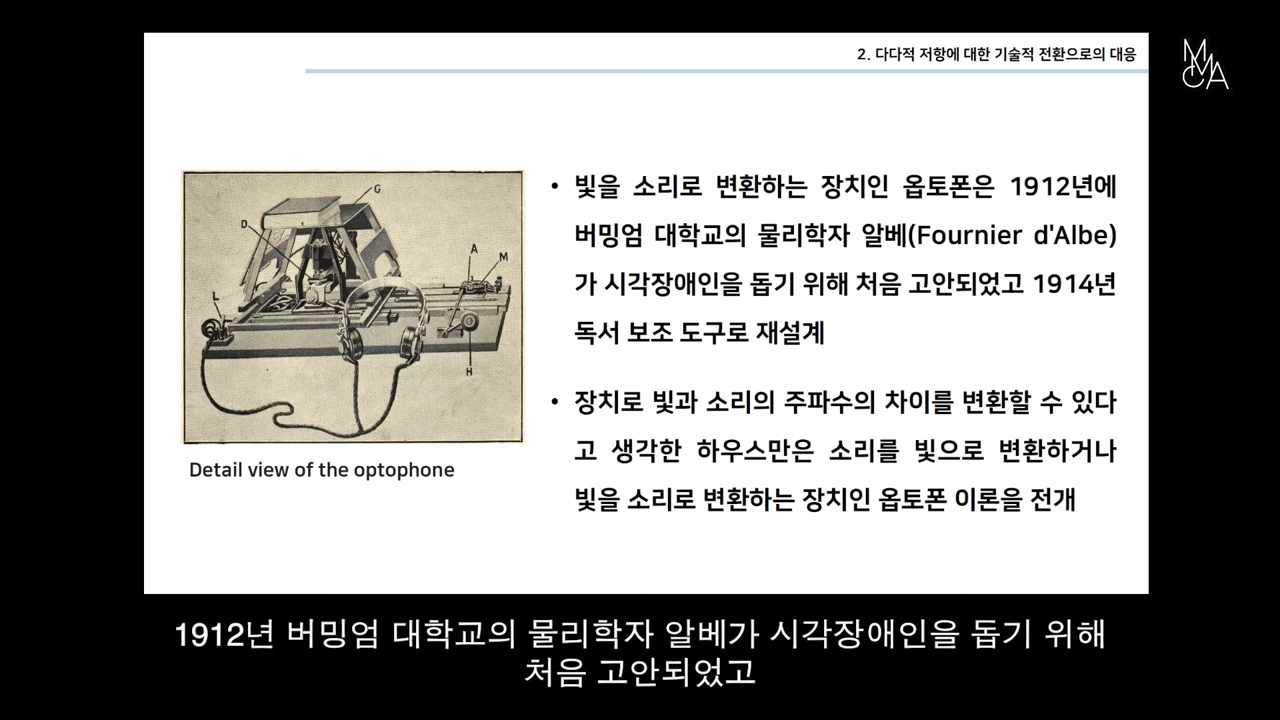 2. 다다적 저항에 대한 기술적 전환으로의 대응
MMCA
G
D
A
M
L
H
Detail view of the optophone
• 빛을 소리로 변환하는 장치인 옵토폰은 1912년에
버밍엄 대학교의 물리학자 알베(Fournier d'Albe)
가 시각장애인을 돕기 위해 처음 고안되었고 1914년
독서 보조 도구로 재설계
• 장치로 빛과 소리의 주파수의 차이를 변환할 수 있다
고 생각한 하우스만은 소리를 빛으로 변환하거나
빛을 소리로 변환하는 장치인 옵토폰 이론을 전개
1912년 버밍엄 대학교의 물리학자 알베가 시각장애인을 돕기 위해
처음 고안되었고